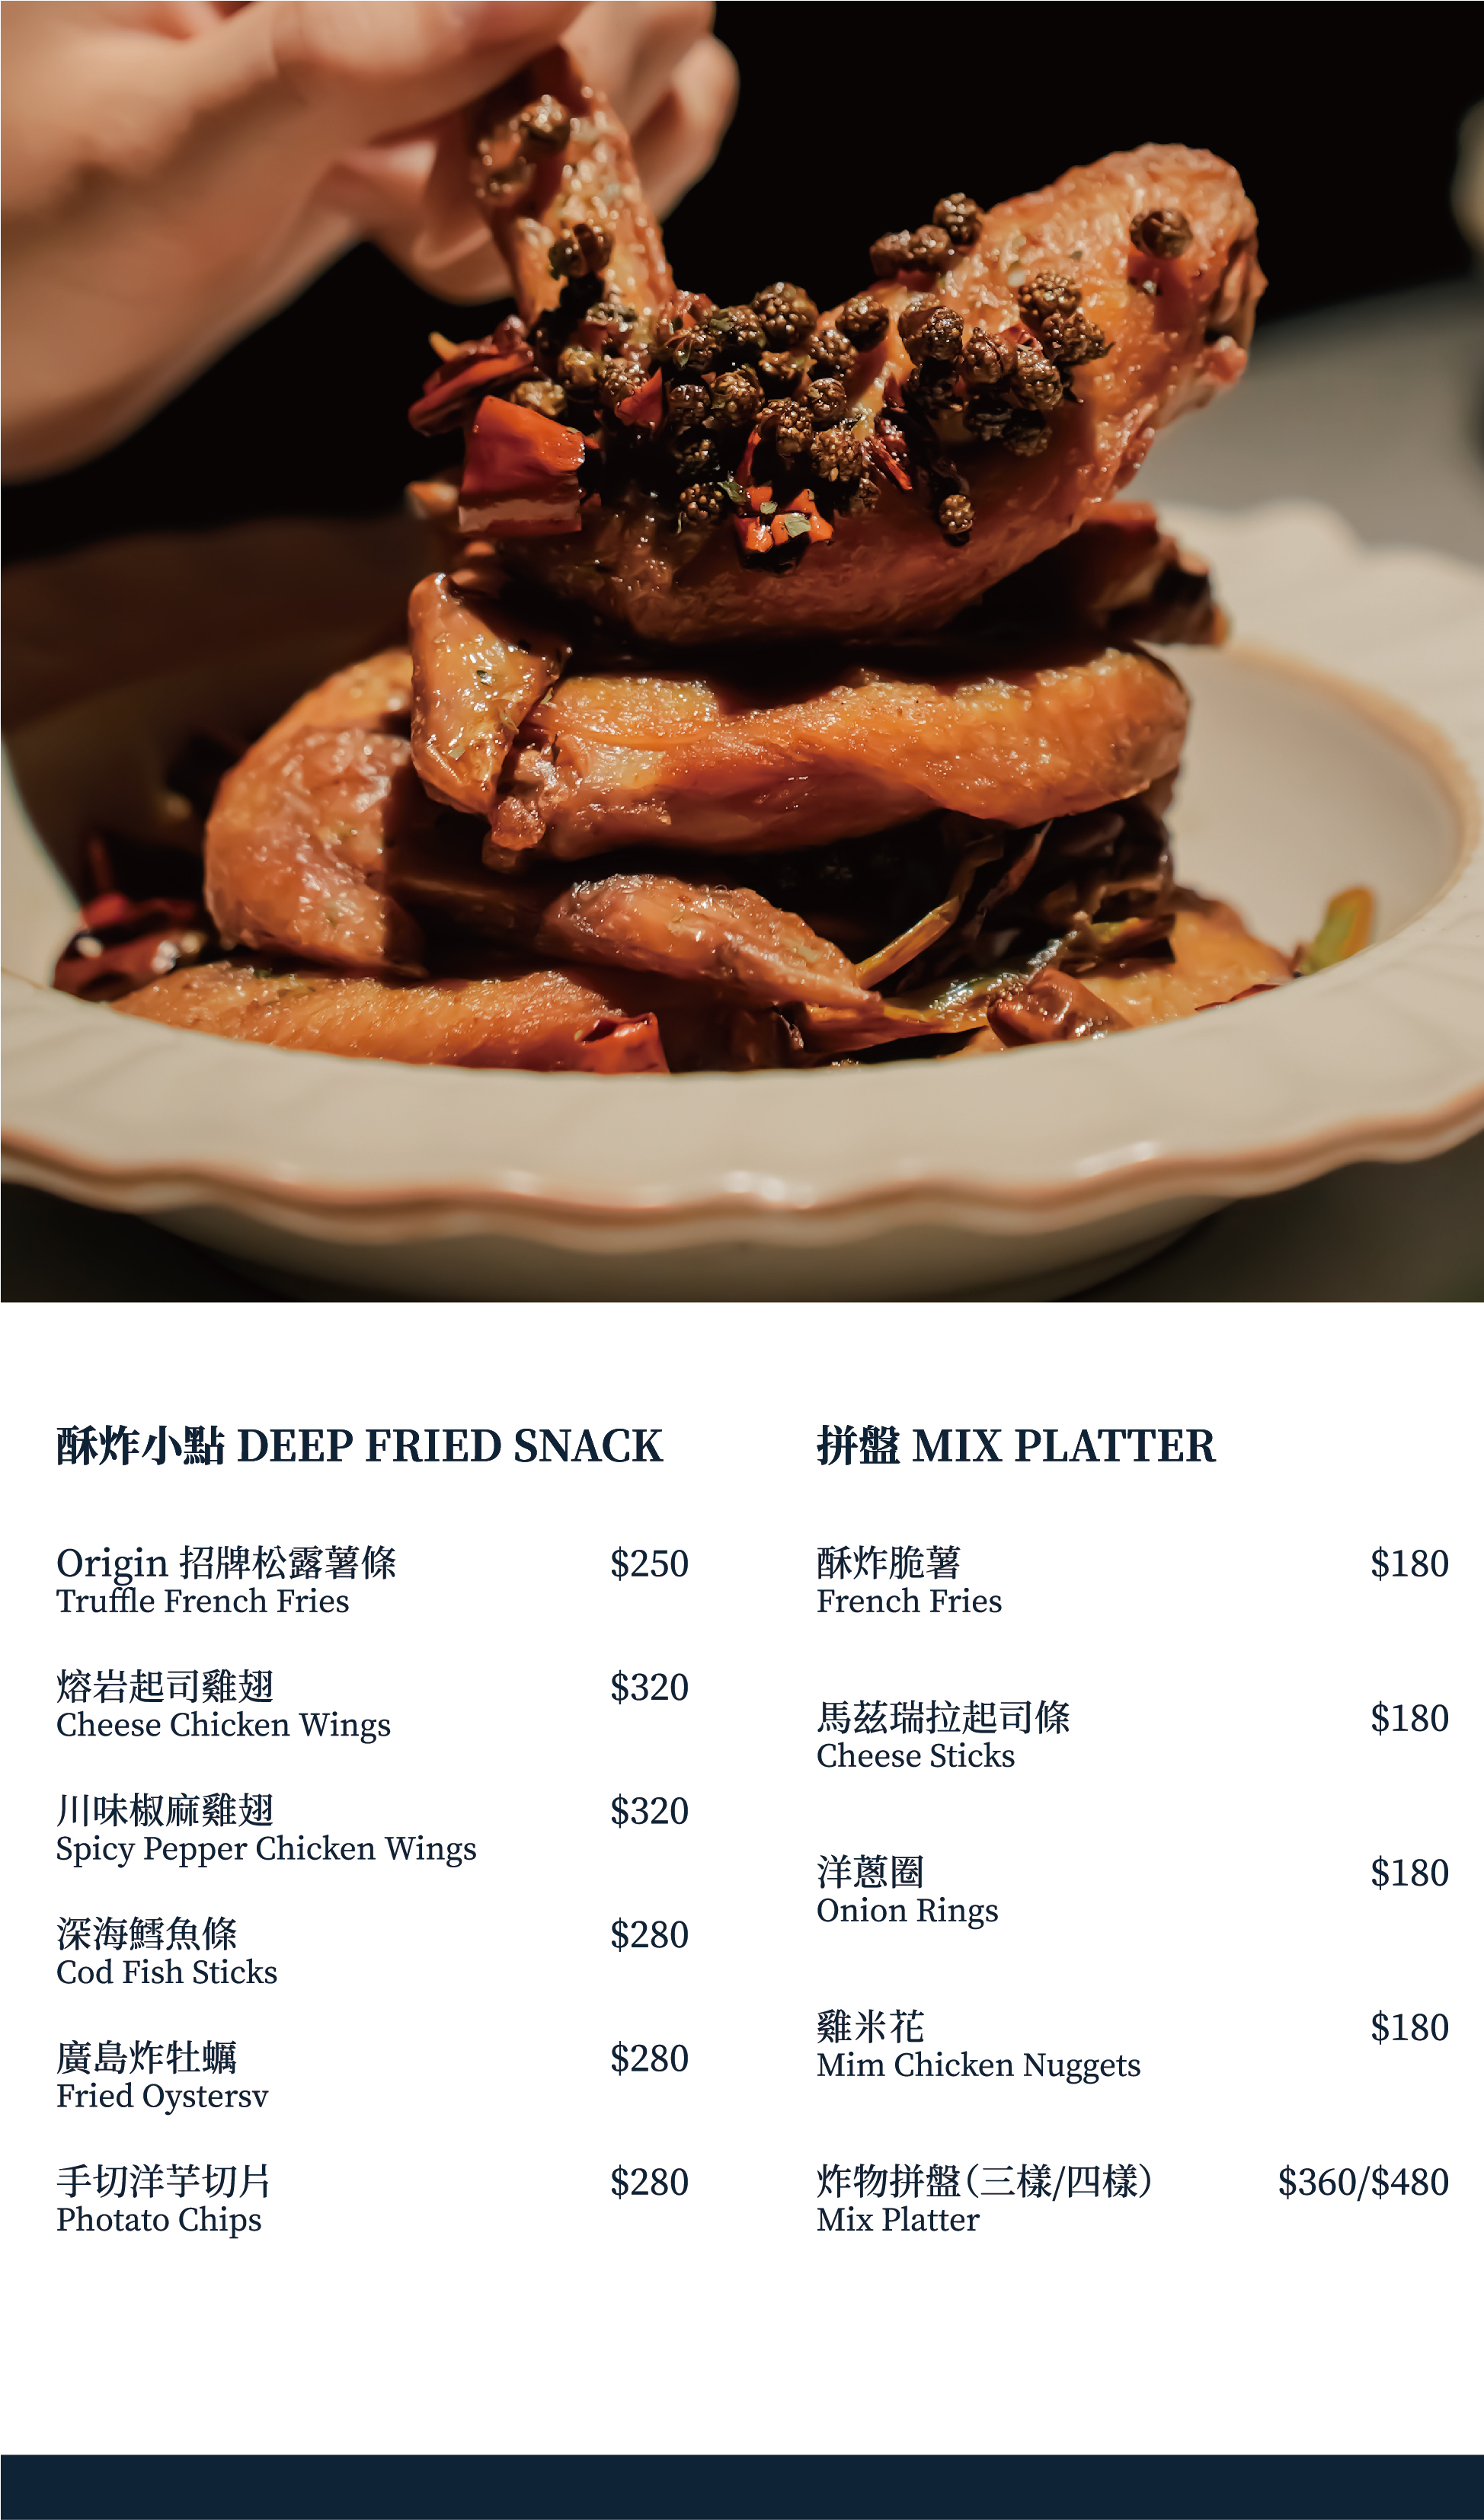 酥炸小點 DEEP FRIED SNACK
Origin 招牌松露薯條 $250
Truffle French Fries
熔岩起司雞翅 $320
Cheese Chicken Wings
川味椒麻雞翅 $320
Spicy Pepper Chicken Wings
深海鱈魚條 $280
Cod Fish Sticks
廣島炸牡蠣 $280
Fried Oystersv
手切洋芋切片 $280
Photato Chips
拼盤 MIX PLATTER
酥炸脆薯 $180
French Fries
馬茲瑞拉起司條 $180
Cheese Sticks
洋蔥圈 $180
Onion Rings
雞米花 $180
Mim Chicken Nuggets
炸物拼盤(三樣/四樣) $360/$480
Mix Platter